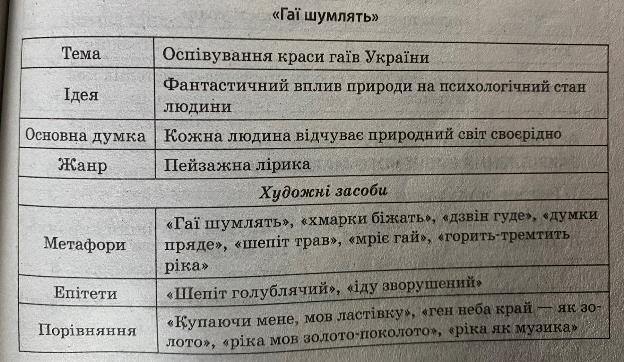 «Гаї шумлять»
Тема
Оспівування краси гаїв України
Ідея
Фантастичний вплив природи на психологічний стан
людини
Основна думка
Кожна людина відчуває природний світ своєрідно
Жанр
Пейзажна лірика
Художні засоби
Метафори
«Гаї шумлять», «хмарки біжать», «дзвін гуде», «думки
пряде», «шепіт трав», «мріє гай», «горить-тремтить
ріка»
Епітети
«Шепіт голублячий», «іду зворушений»
Порівняння
«Купаючи мене, мов ластівку», «ген неба край — як зо-
лото», «ріка мов золото-поколото», «ріка як музика»